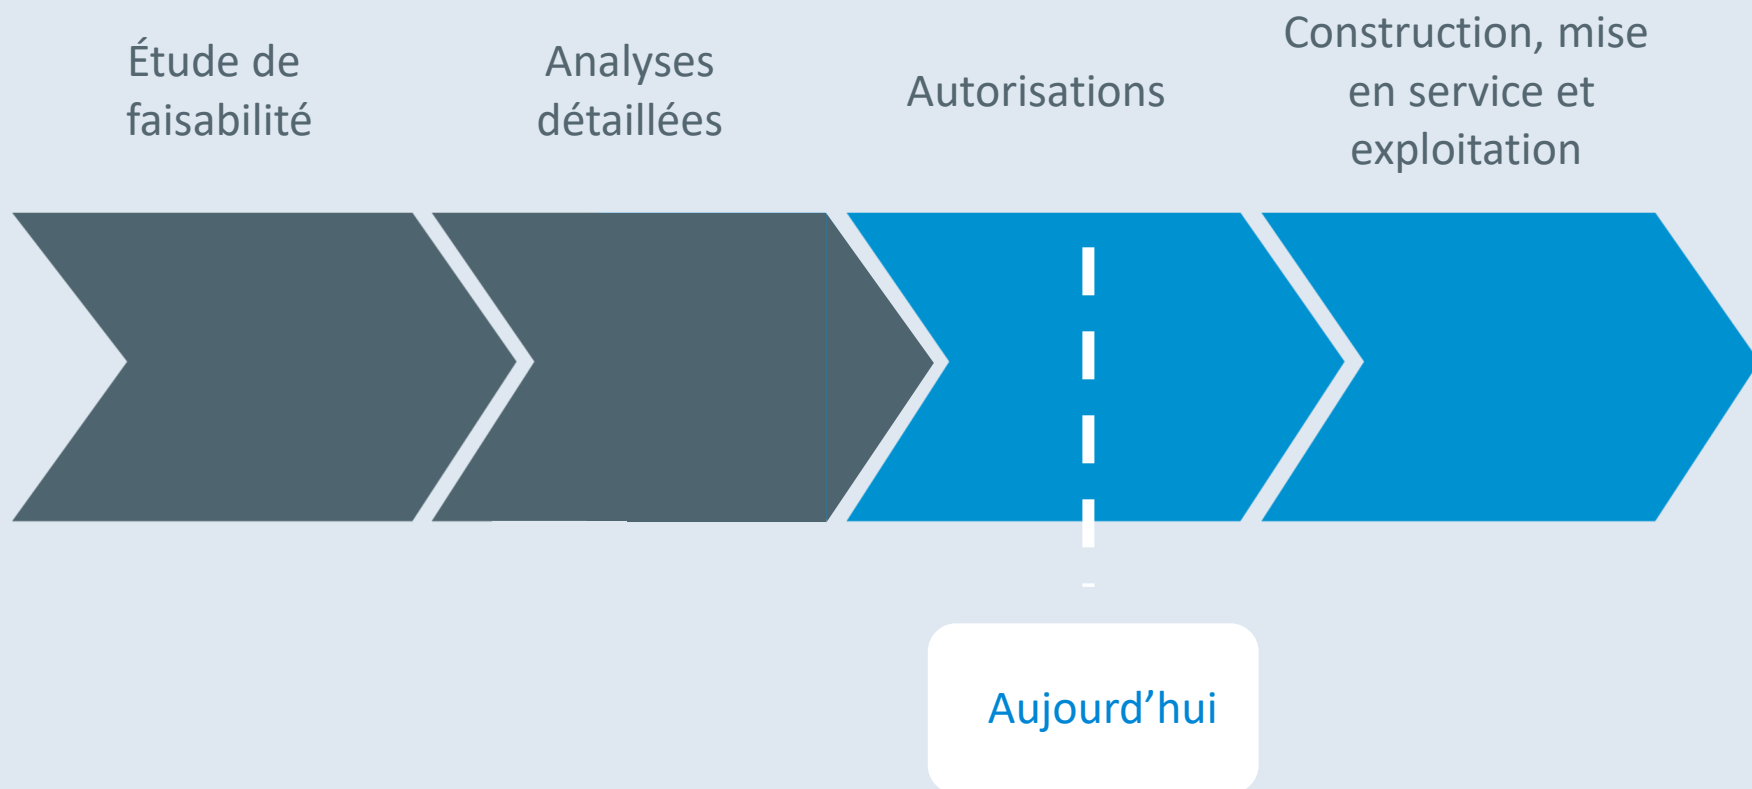 Étude de
faisabilité
Analyses
détaillées
Autorisations
Construction, mise
en service et
exploitation
Aujourd’hui